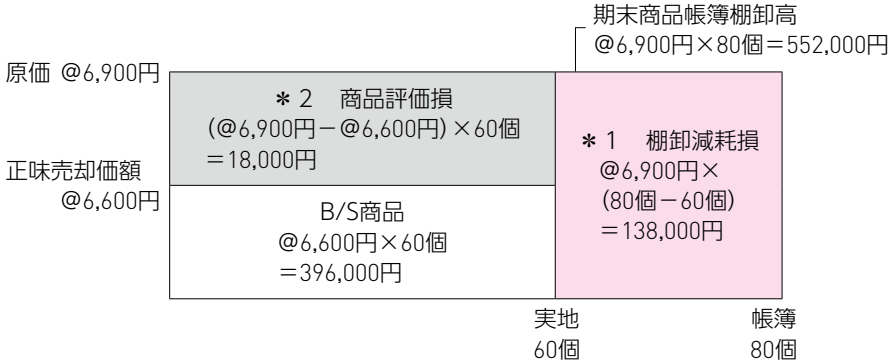 期末商品帳簿棚卸高
@6,900円×80個＝552,000円
原価 @6,900円
＊2　商品評価損
(@6,900円－@6,600円)×60個
＝18,000円
＊1　棚卸減耗損
@6,900円×
(80個－60個)
＝138,000円
正味売却価額
@6,600円
B/S商品
@6,600円×60個
＝396,000円
実地
60個
帳簿
80個